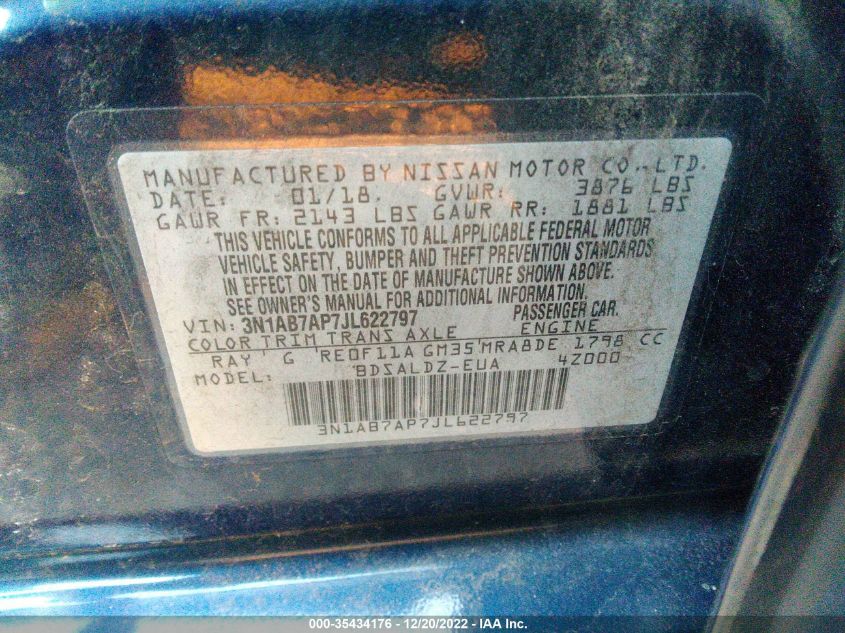 MANUFACTURED BY NISSAN MOTOR CO., LTD.
DATE: 01/18. GVWR: 3876 LBS
GAWR FR: 2143 LBS GAWR RR: 1881 LBS
THIS VEHICLE CONFORMS TO ALL APPLICABLE FEDERAL MOTOR
VEHICLE SAFETY, BUMPER AND THEFT PREVENTION STANDARDS
IN EFFECT ON THE DATE OF MANUFACTURE SHOWN ABOVE.
SEE OWNER'S MANUAL FOR ADDITIONAL INFORMATION.
VIN: 3N1AB7AP7JL622797 PASSENGER CAR.
COLOR TRIM TRANS AXLE ENGINE
RAY' G 'RE0F11A GM35'MRA8DE 1798 CC
MODEL: 'BDSALDZ-EUA 4Z000
3N1AB7AP7JL622797
000-35434176 - 12/20/2022 - IAA Inc.